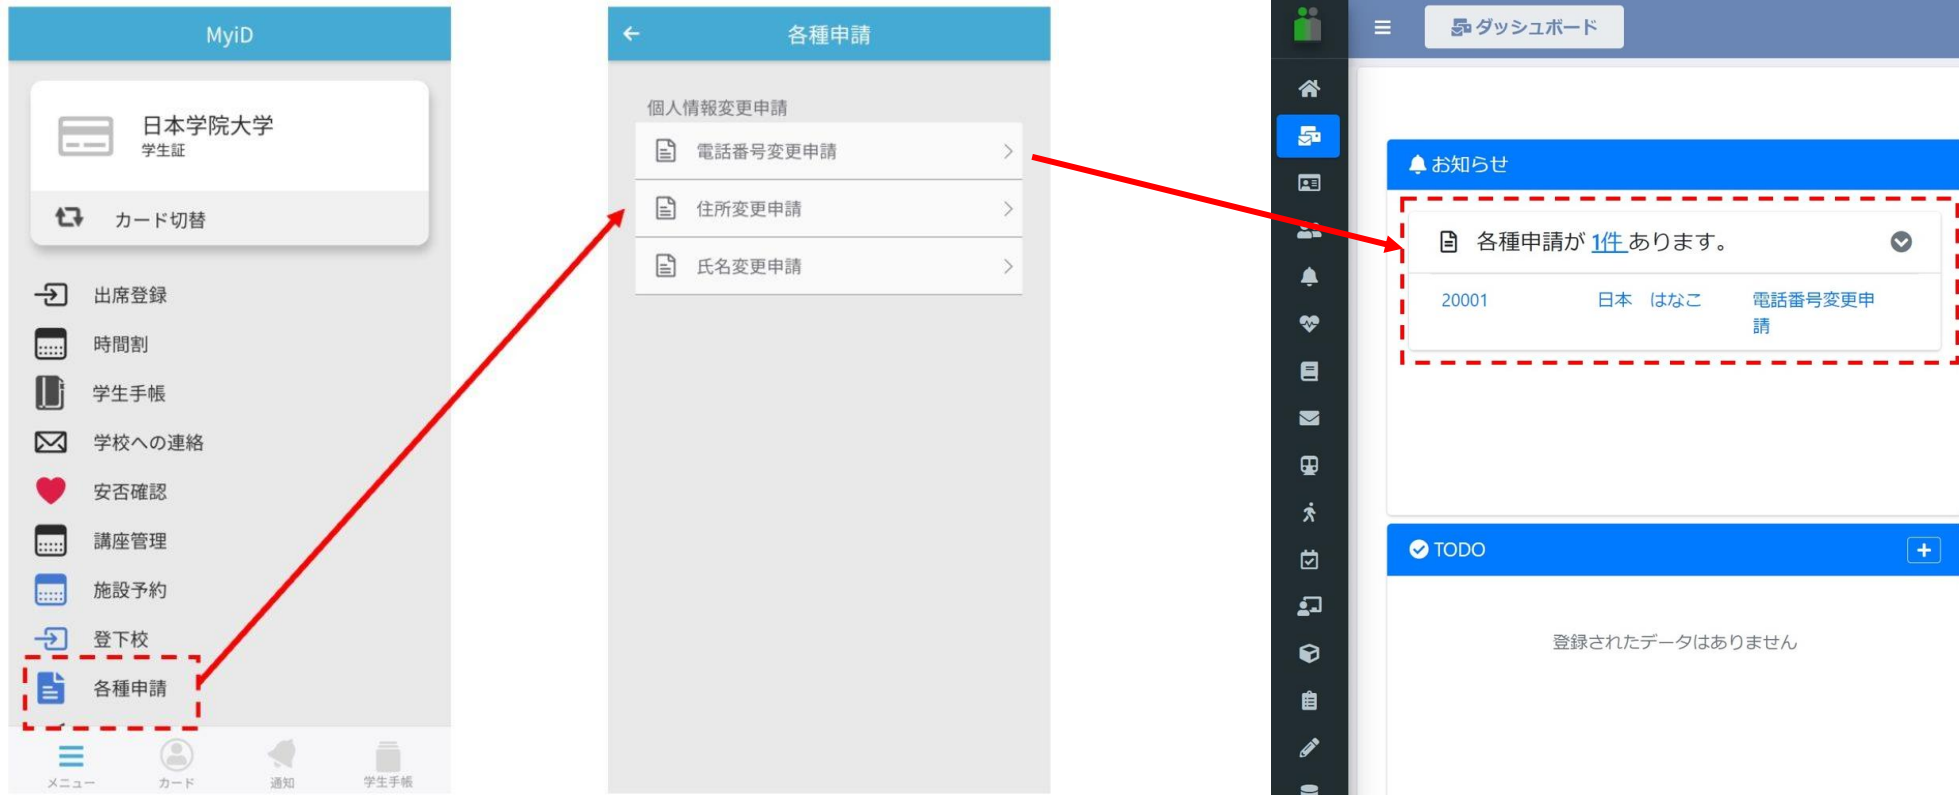 MyiD
日本学院大学
学生証
カード切替
出席登録
時間割
学生手帳
学校への連絡
安否確認
講座管理
施設予約
登下校
各種申請
メニュー
カード
通知
学生手帳
各種申請
個人情報変更申請
電話番号変更申請
住所変更申請
氏名変更申請
ダッシュボード
お知らせ
各種申請が 1件 あります。
20001 日本 はなこ 電話番号変更申
請
TODO
登録されたデータはありません